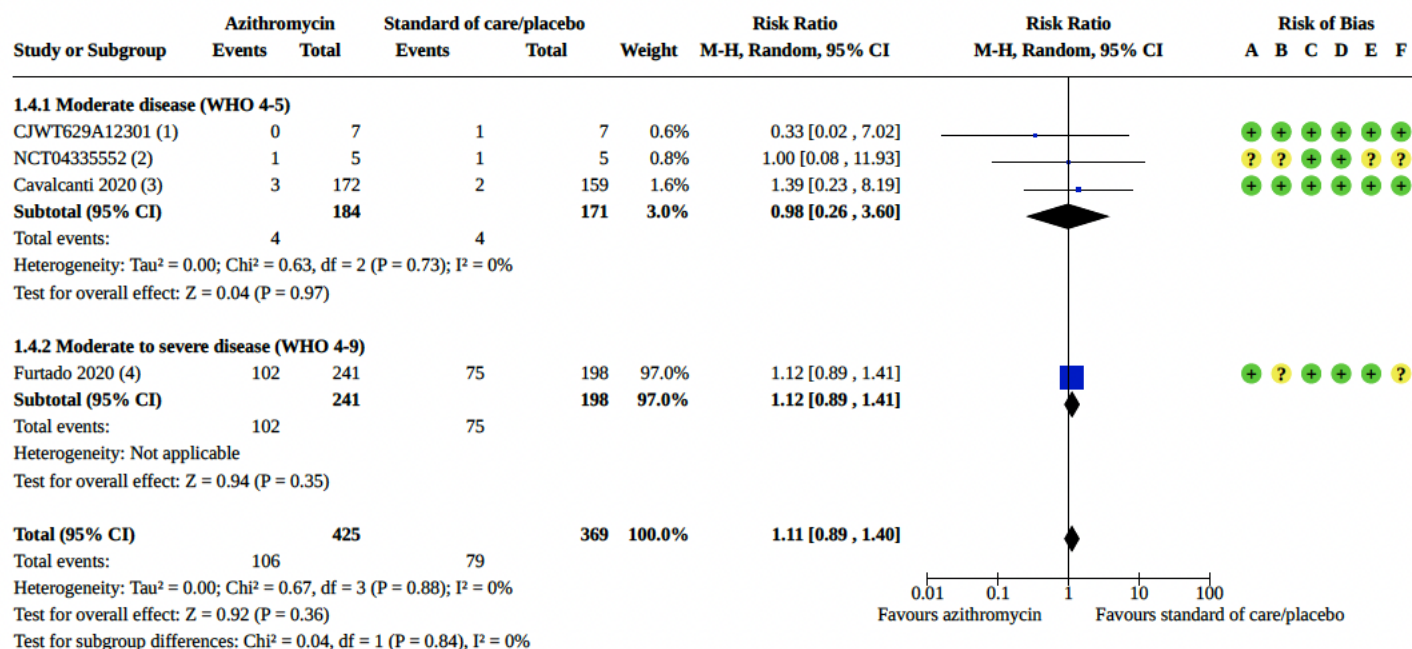 Azithromycin Standard of care/placebo Risk Ratio Risk Ratio Risk of Bias
Study or Subgroup Events Total Events Total Weight M-H, Random, 95% CI M-H, Random, 95% CI A B C D E F
1.4.1 Moderate disease (WHO 4-5)
CJWT629A12301 (1) 0 7 1 7 0.6% 0.33 [0.02 , 7.02] + + + + + +
NCT04335552 (2) 1 5 1 5 0.8% 1.00 [0.08 , 11.93] ? ? + + ? ?
Cavalcanti 2020 (3) 3 172 2 159 1.6% 1.39 [0.23 , 8.19] + + + + + +
Subtotal (95% CI) 184 171 3.0% 0.98 [0.26 , 3.60]
Total events: 4 4
Heterogeneity: Tau² = 0.00; Chi² = 0.63, df = 2 (P = 0.73); I² = 0%
Test for overall effect: Z = 0.04 (P = 0.97)
1.4.2 Moderate to severe disease (WHO 4-9)
Furtado 2020 (4) 102 241 75 198 97.0% 1.12 [0.89 , 1.41] + ? + + + ?
Subtotal (95% CI) 241 198 97.0% 1.12 [0.89 , 1.41]
Total events: 102 75
Heterogeneity: Not applicable
Test for overall effect: Z = 0.94 (P = 0.35)
Total (95% CI) 425 369 100.0% 1.11 [0.89 , 1.40]
Total events: 106 79
Heterogeneity: Tau² = 0.00; Chi² = 0.67, df = 3 (P = 0.88); I² = 0%
0.01 0.1 1 10 100
Test for overall effect: Z = 0.92 (P = 0.36) Favours azithromycin Favours standard of care/placebo
Test for subgroup differences: Chi² = 0.04, df = 1 (P = 0.84), I² = 0%